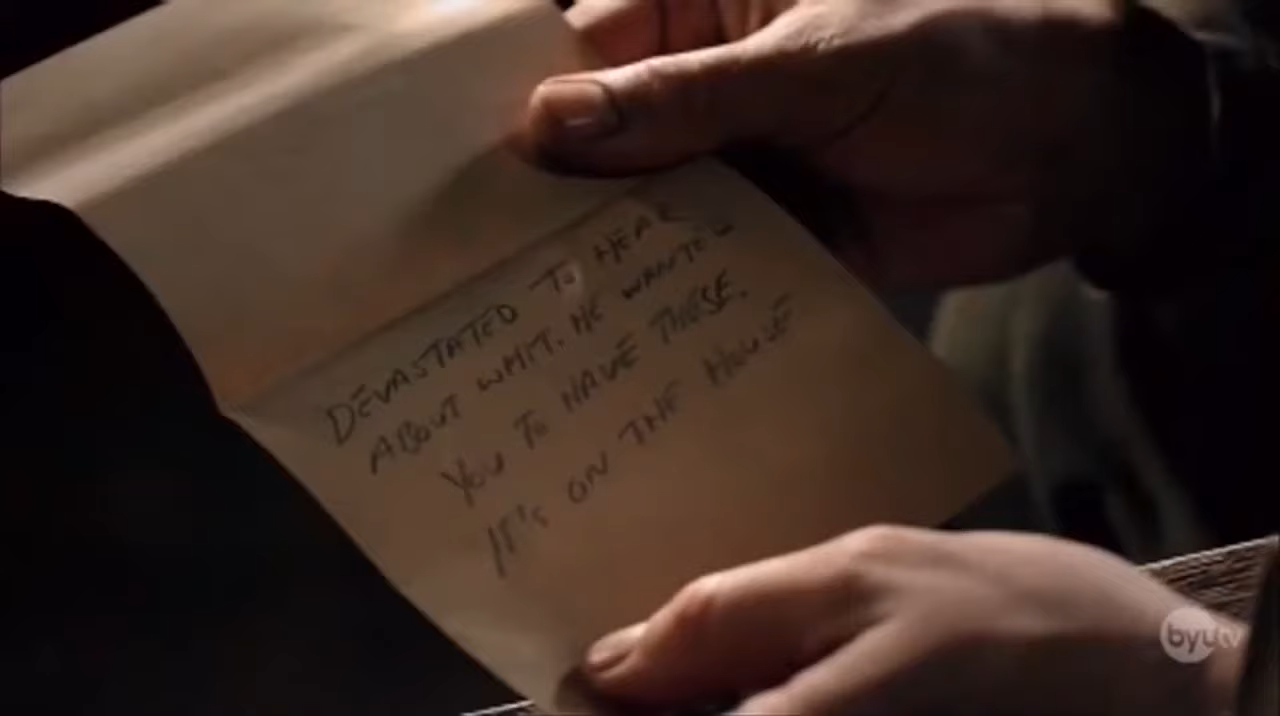 DEVASTATED TO HEAR
ABOUT WHIT. HE WANTED
YOU TO HAVE THESE.
IT'S ON THE HOUSE
byutv